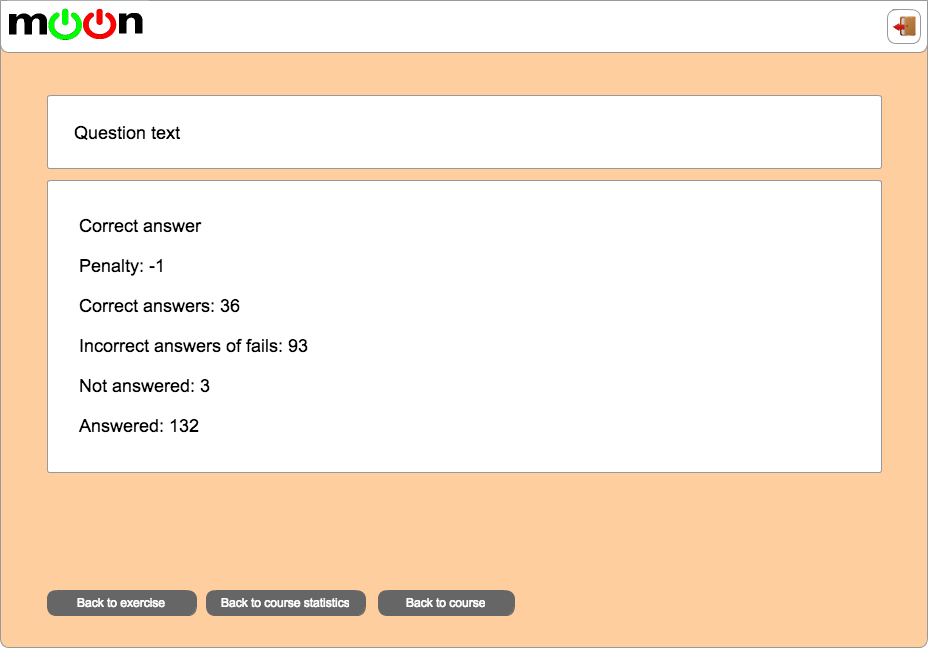 moon
Question text
Correct answer
Penalty: -1
Correct answers: 36
Incorrect answers of fails: 93
Not answered: 3
Answered: 132
Back to exercise
Back to course statistics
Back to course